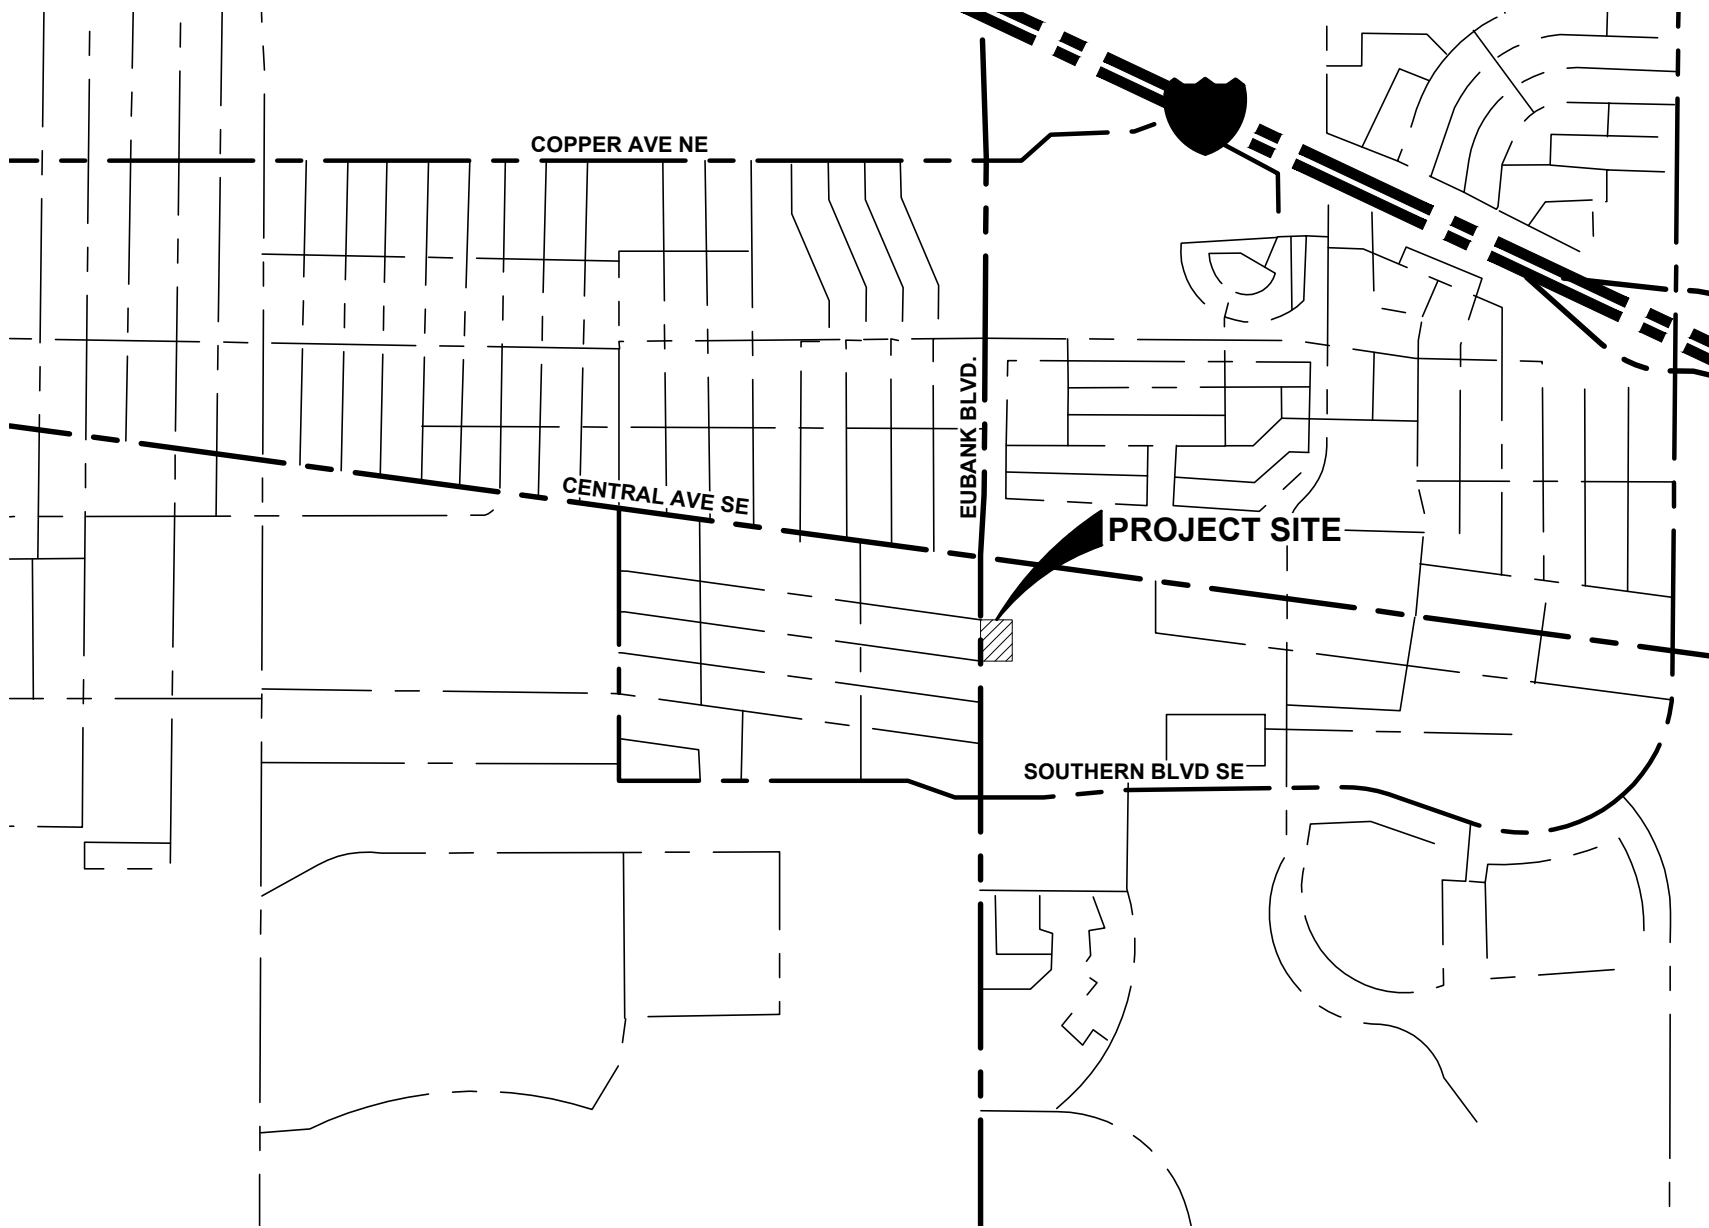 COPPER AVE NE
EUBANK BLVD.
CENTRAL AVE SE
PROJECT SITE
SOUTHERN BLVD SE